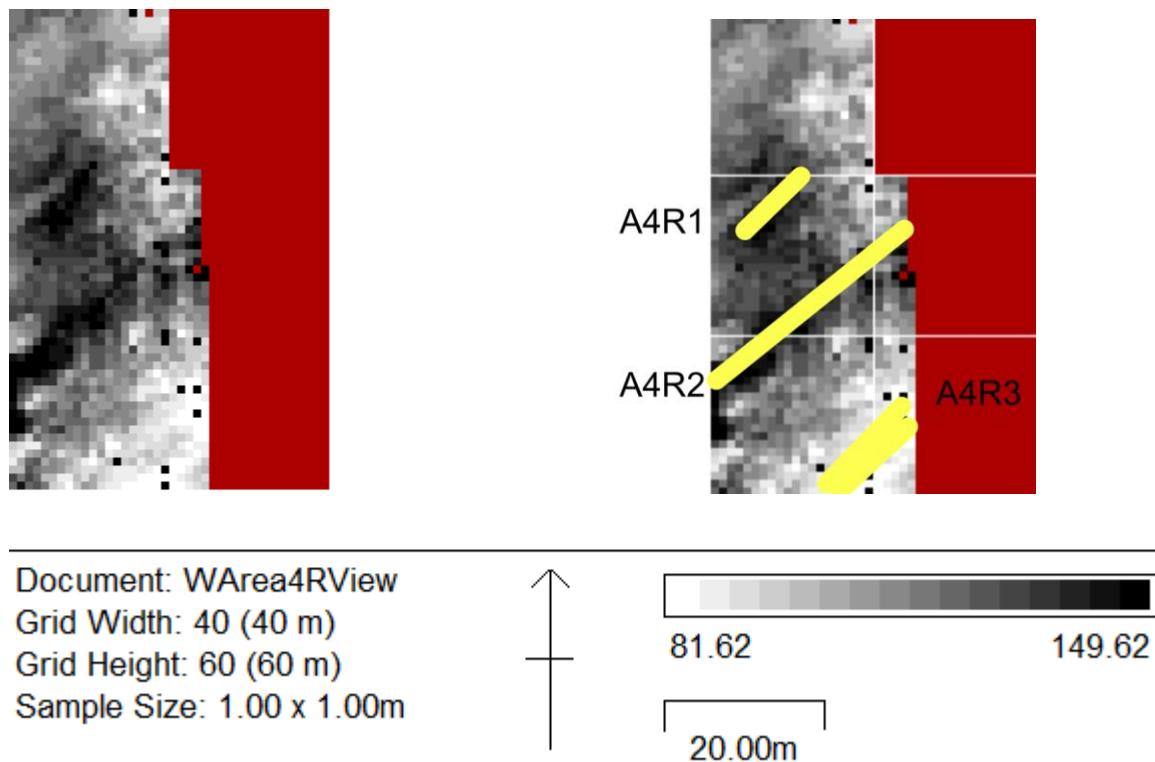 A4R1
A4R2
A4R3
Document: WArea4RView
Grid Width: 40 (40 m)
Grid Height: 60 (60 m)
Sample Size: 1.00 x 1.00m
81.62
149.62
20.00m